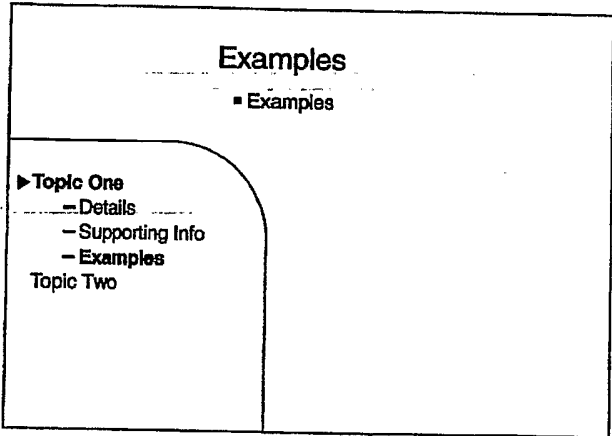 Examples
▪ Examples
▶Topic One
– Details
– Supporting Info
– Examples
Topic Two